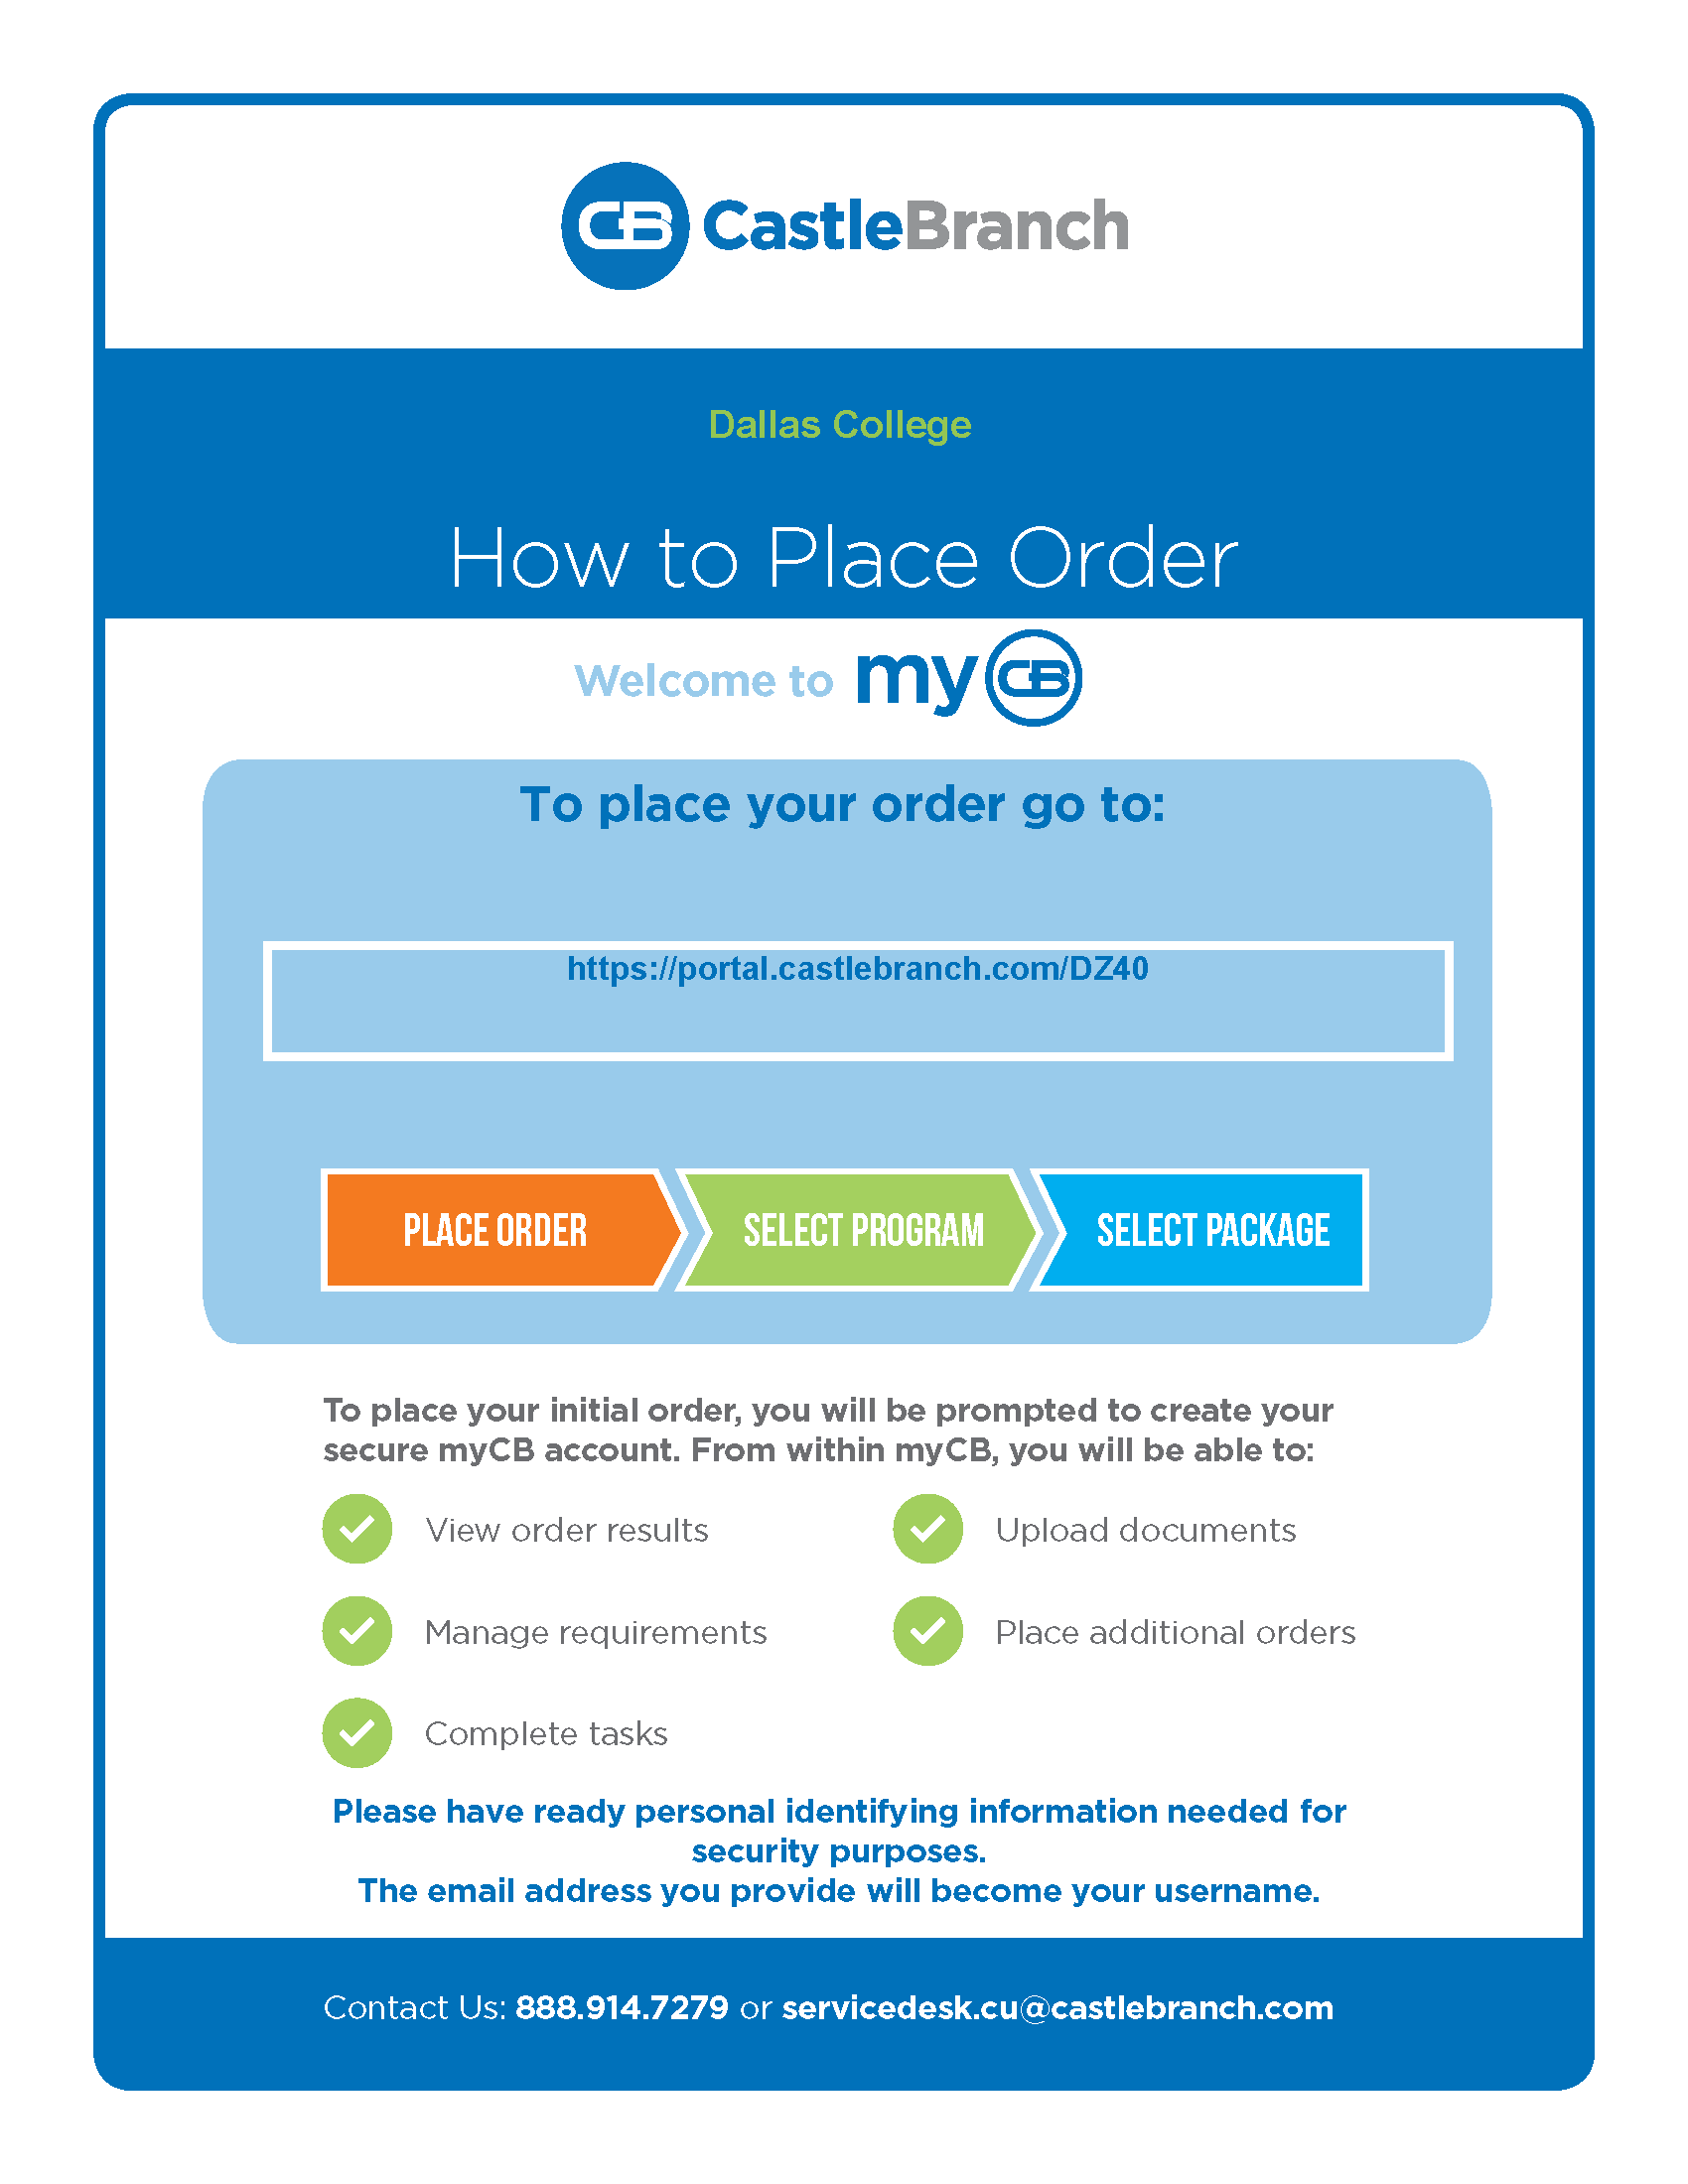 CB CastleBranch
Dallas College
How to Place Order
Welcome to myCB
To place your order go to:
https://portal.castlebranch.com/DZ40
PLACE ORDER SELECT PROGRAM SELECT PACKAGE
To place your initial order, you will be prompted to create your
secure myCB account. From within myCB, you will be able to:
View order results Upload documents
Manage requirements Place additional orders
Complete tasks
Please have ready personal identifying information needed for
security purposes.
The email address you provide will become your username.
Contact Us: 888.914.7279 or servicedesk.cu@castlebranch.com